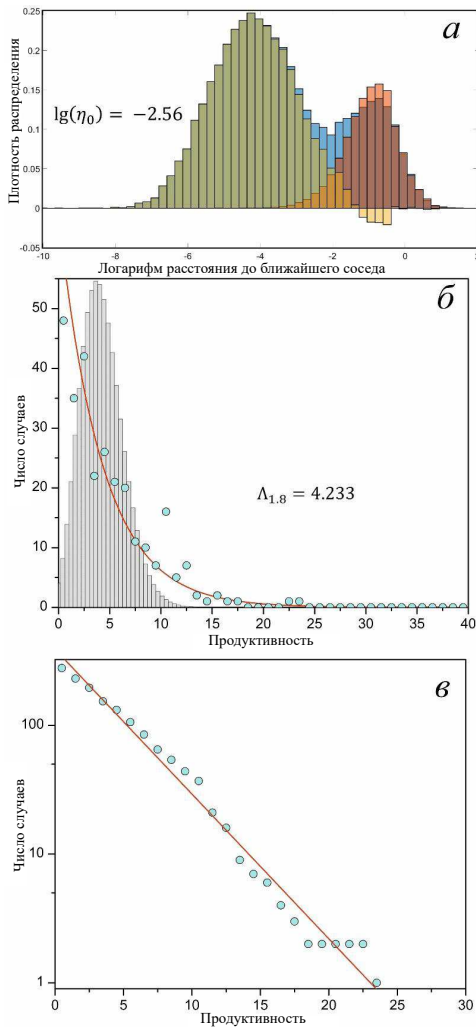 а
0.25
0.2
lg(η₀) = −2.56
0.15
0.1
0.05
0
-0.05
Плотность распределения
-10 -8 -6 -4 -2 0 2
Логарифм расстояния до ближайшего соседа
б
50
40
30
20
10
0
Число случаев
Λ₁.₈ = 4.233
0 5 10 15 20 25 30 35 40
Продуктивность
в
100
10
1
Число случаев
0 5 10 15 20 25 30
Продуктивность